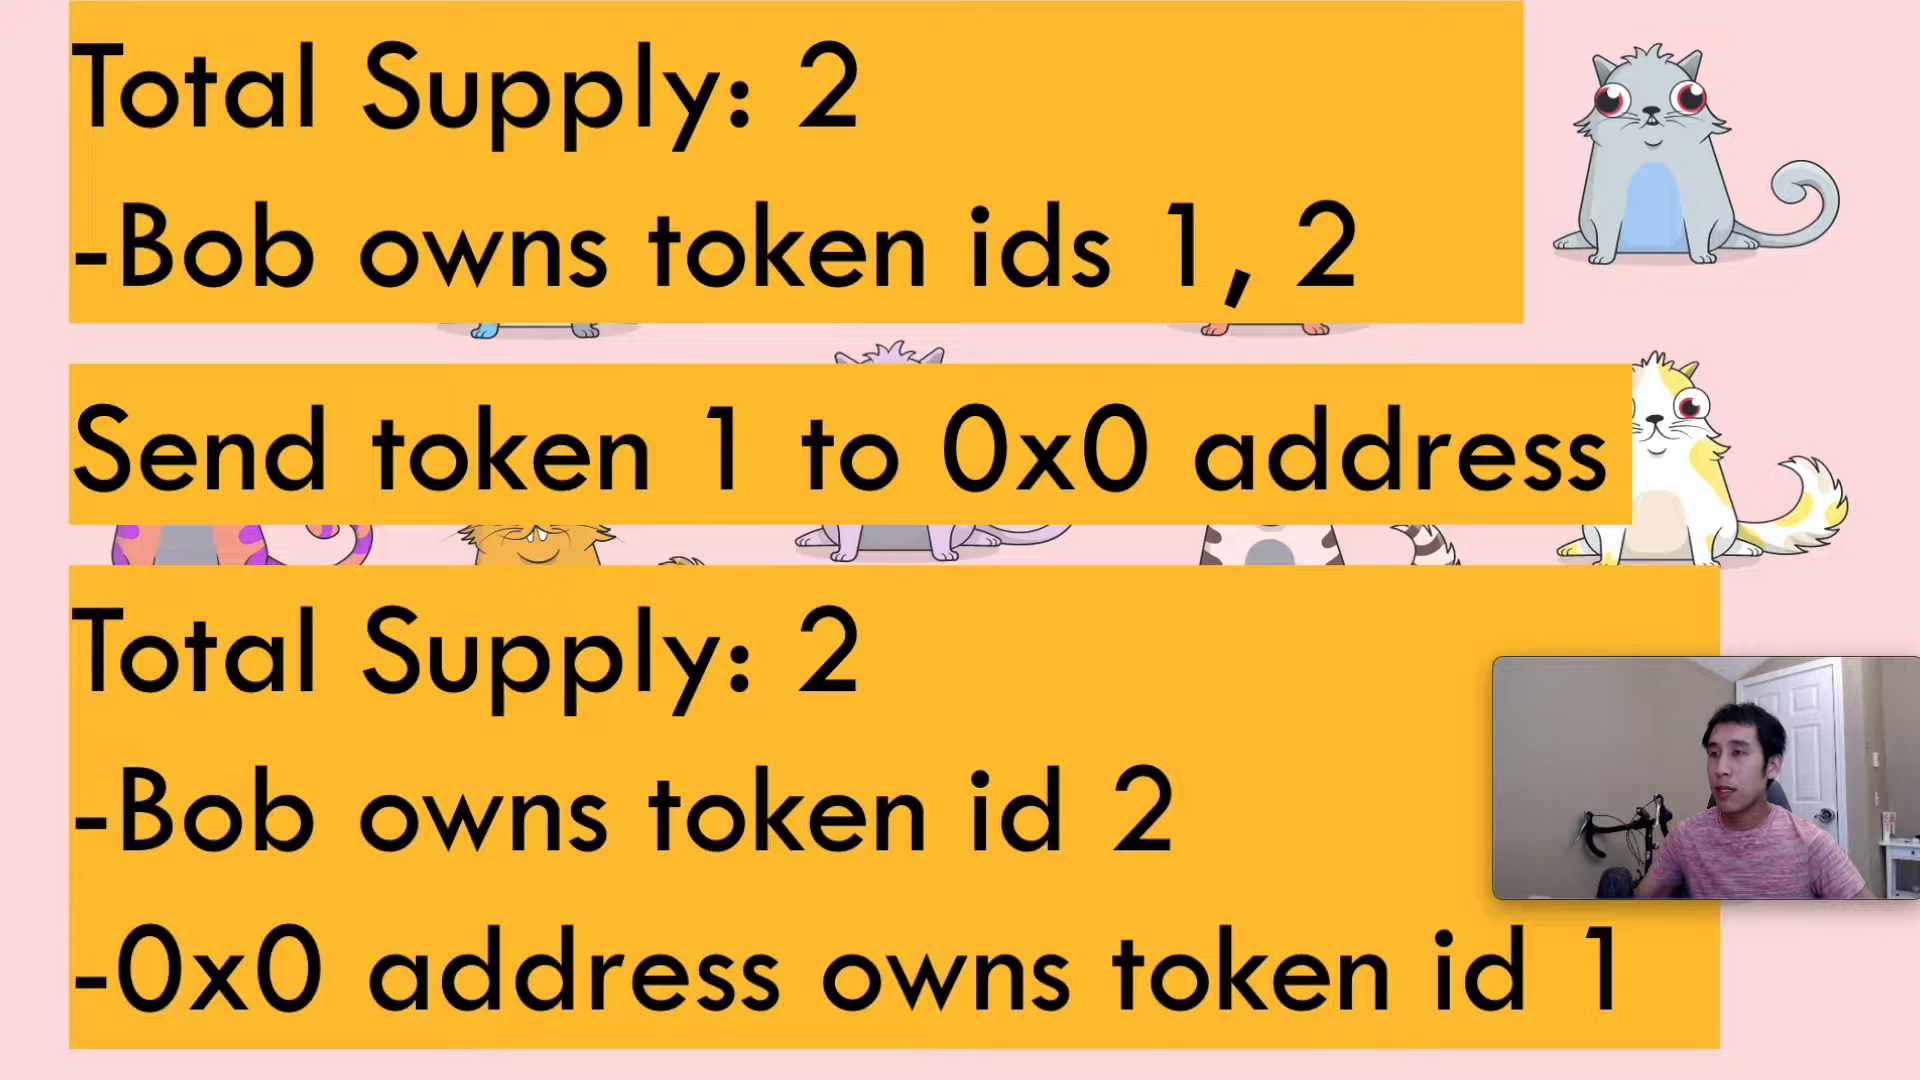 Total Supply: 2
-Bob owns token ids 1, 2
Send token 1 to 0x0 address
Total Supply: 2
-Bob owns token id 2
-0x0 address owns token id 1